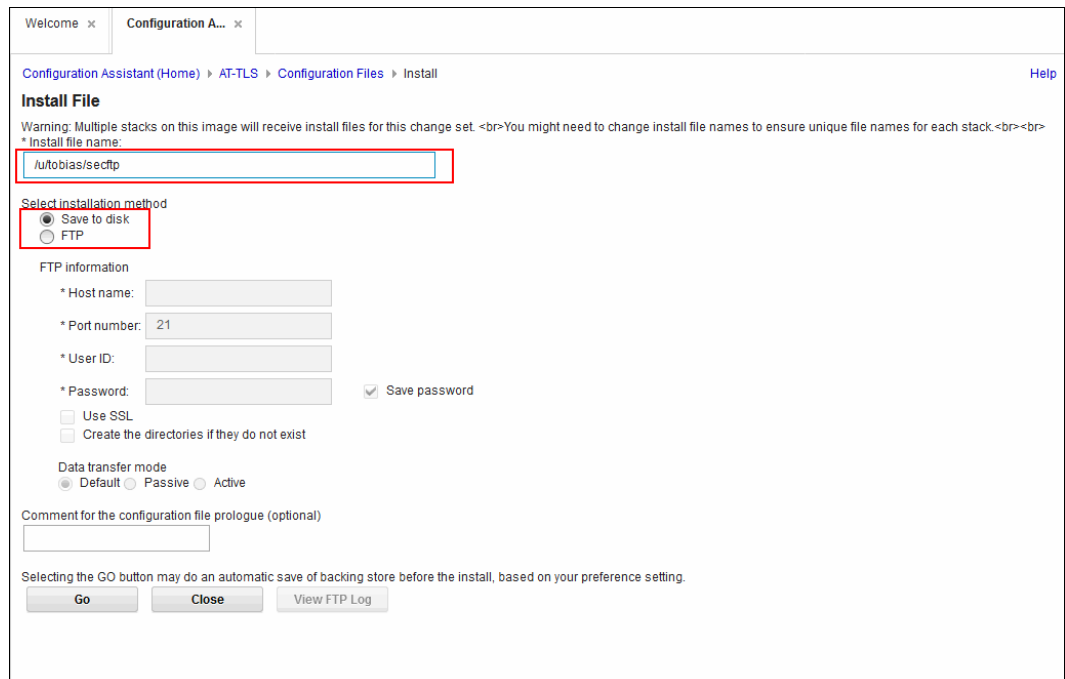 Welcome × Configuration A... ×
Configuration Assistant (Home) ▸ AT-TLS ▸ Configuration Files ▸ Install Help
Install File
Warning: Multiple stacks on this image will receive install files for this change set. <br>You might need to change install file names to ensure unique file names for each stack.<br><br>
* Install file name:
/u/tobias/secftp
Select installation method
Save to disk
FTP
FTP information
* Host name:
* Port number: 21
* User ID:
* Password: Save password
Use SSL
Create the directories if they do not exist
Data transfer mode
Default Passive Active
Comment for the configuration file prologue (optional)
Selecting the GO button may do an automatic save of backing store before the install, based on your preference setting.
Go Close View FTP Log